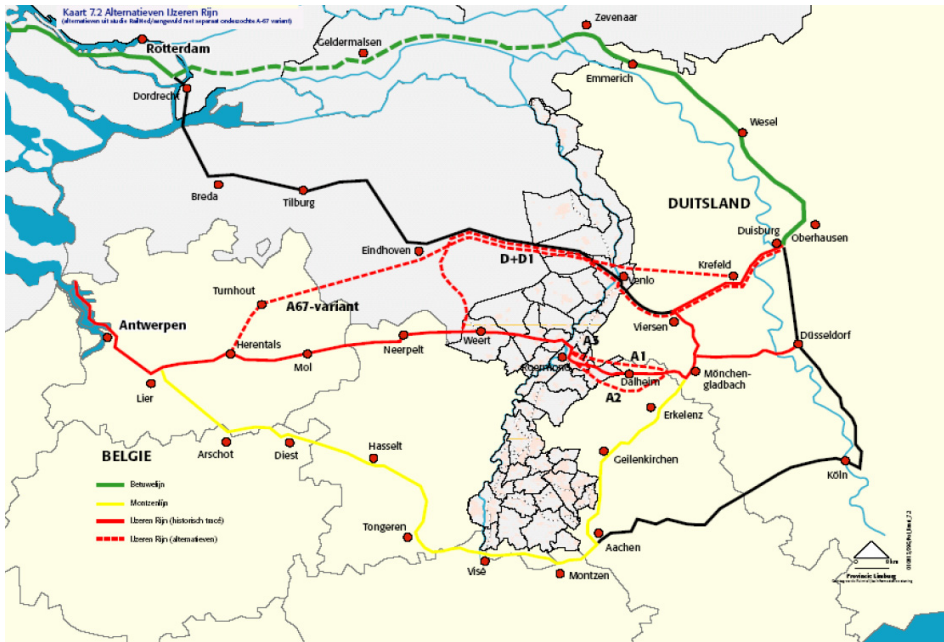 Kaart 7.2 Alternatieven IJzeren Rijn
(alternatieven uit studie Railned/aangevuld met separaat onderzochte A-67 variant)
Zevenaar
Rotterdam
Geldermalsen
Emmerich
Dordrecht
Wesel
Breda
Tilburg
DUITSLAND
Duisburg
Oberhausen
Eindhoven
D+D1
Krefeld
Venlo
Turnhout
A67-variant
Viersen
Antwerpen
Weert
A3
Düsseldorf
Herentals
Neerpelt
Mol
Roermond
A1
Dalheim
Mönchen-
gladbach
Lier
A2
Erkelenz
Arschot
Diest
Hasselt
Geilenkirchen
BELGIE
Köln
Betuwelijn
Montzenlijn
IJzeren Rijn (historisch tracé)
IJzeren Rijn (alternatieven)
Tongeren
Aachen
Visé
Montzen
Provincie Limburg